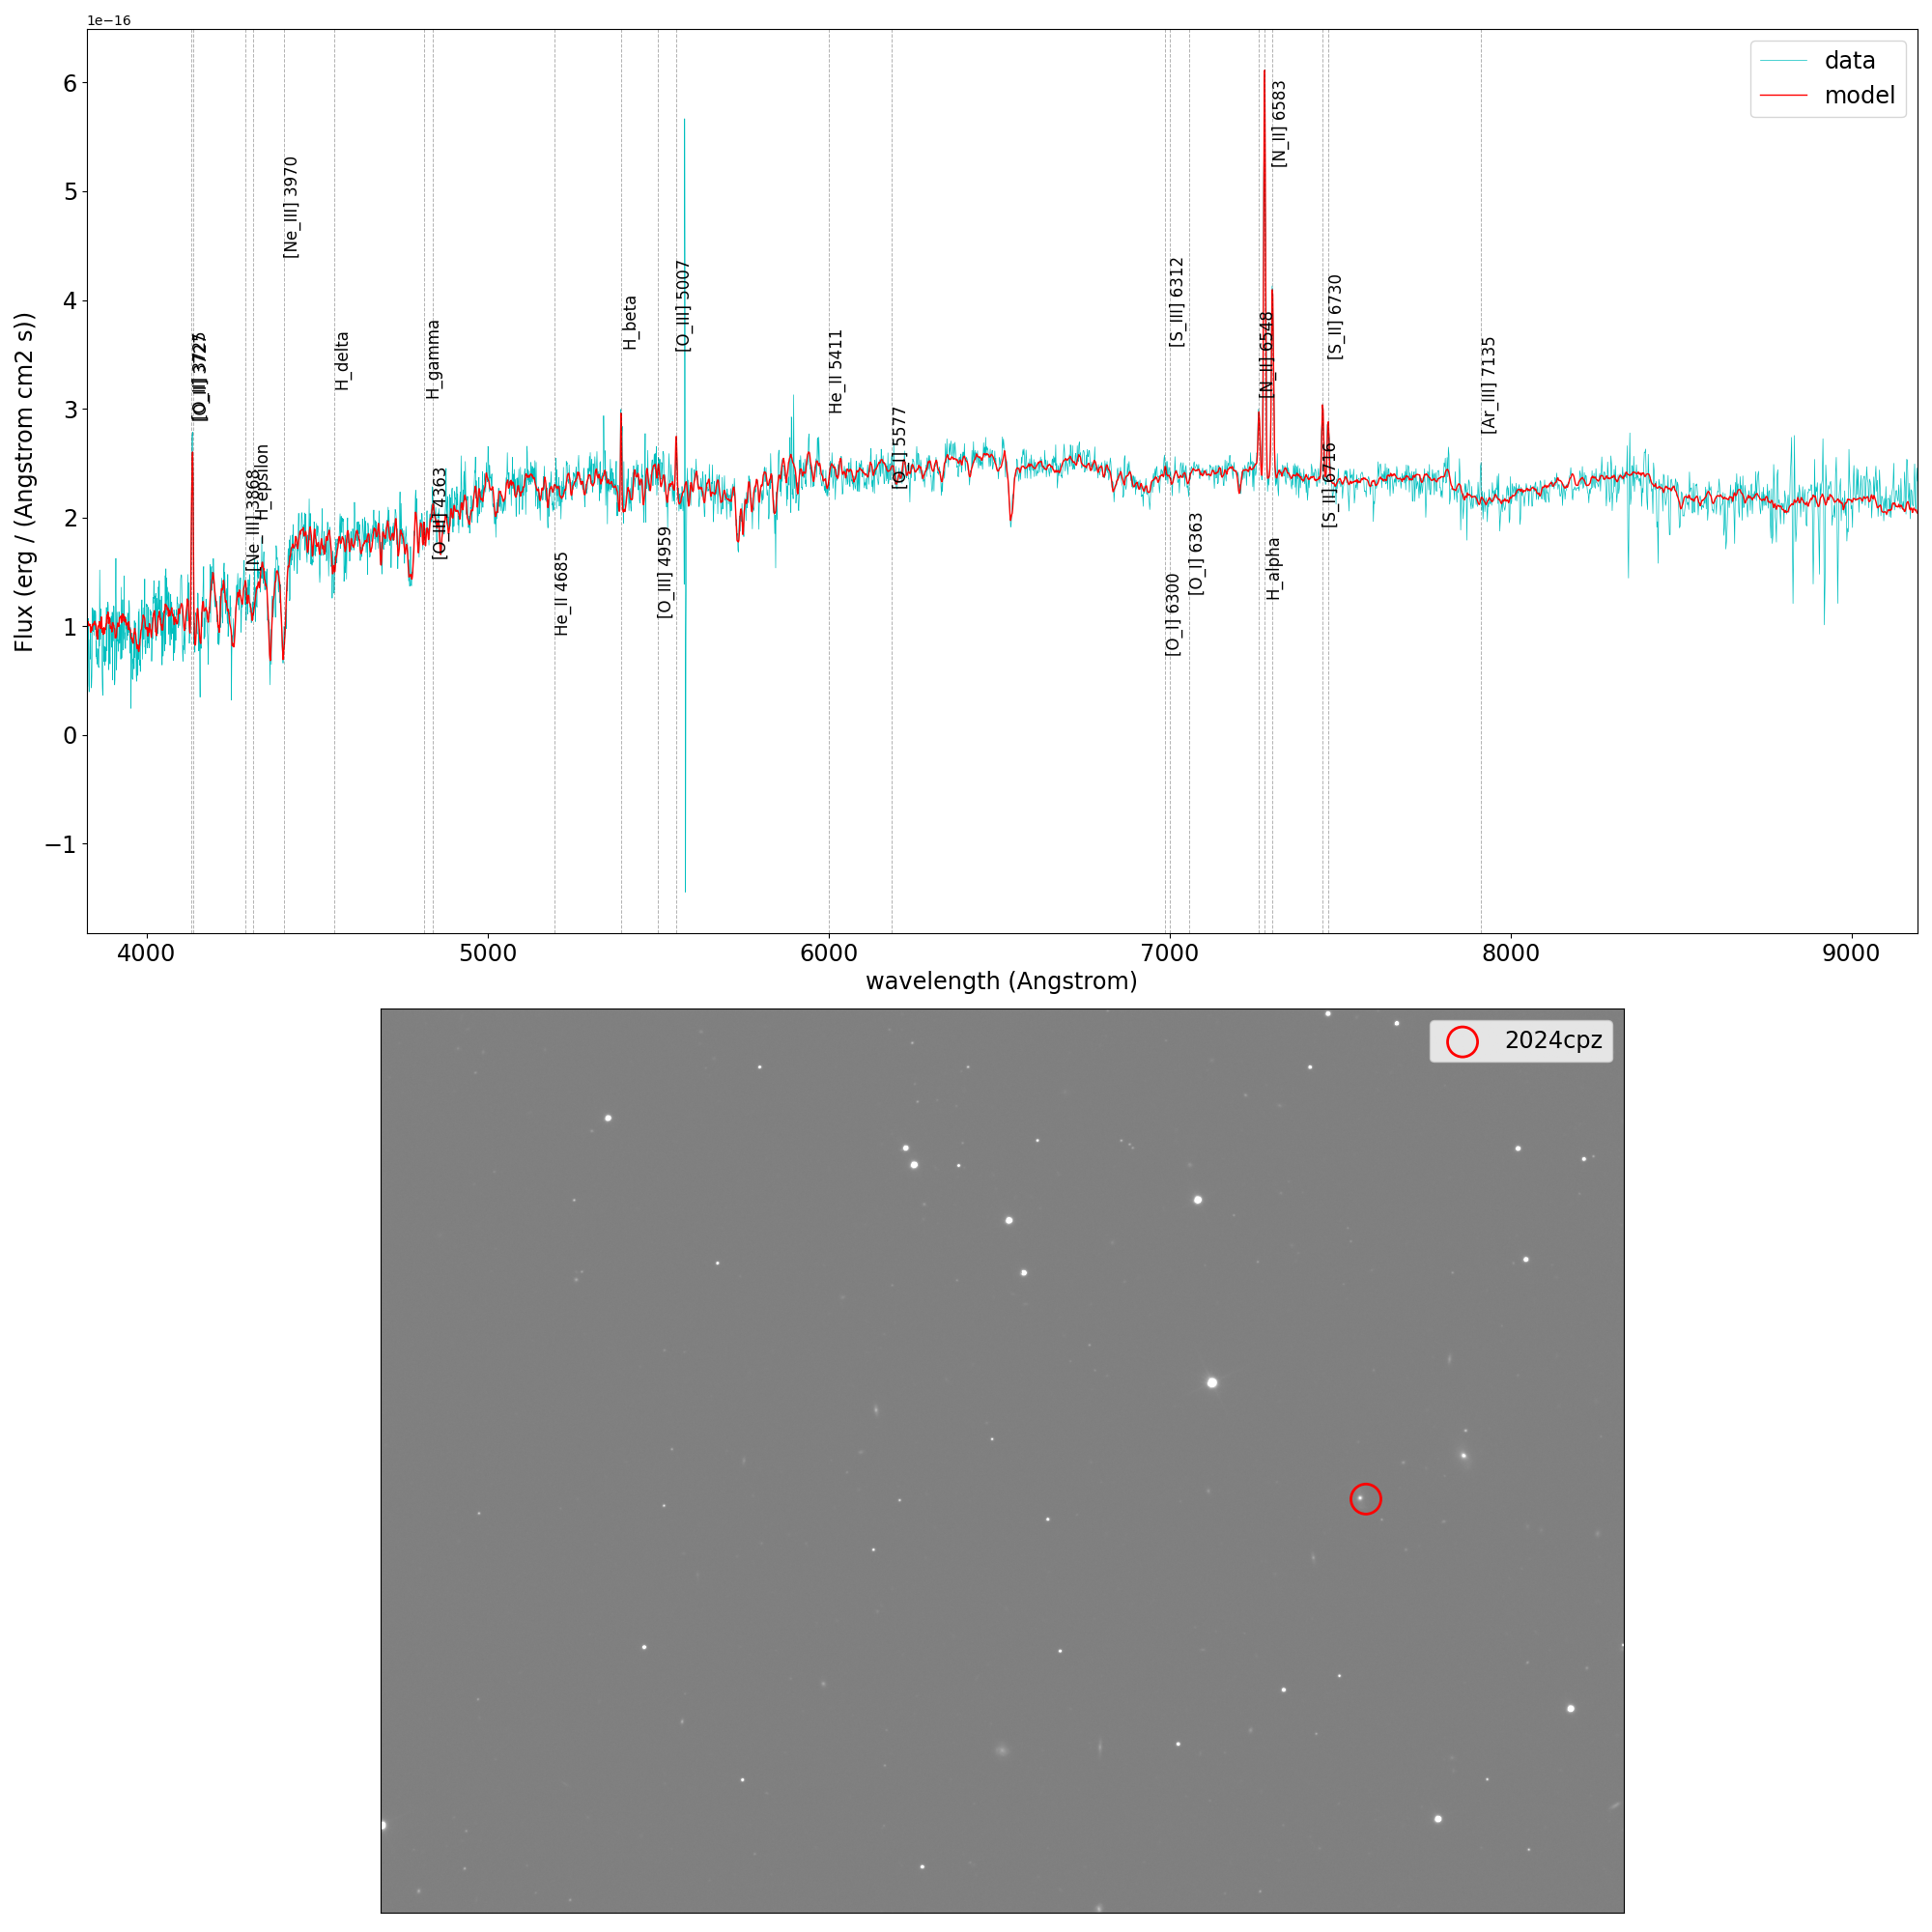 1e−16
data
model
6
5
4
3
2
1
0
−1
Flux (erg / (Angstrom cm2 s))
[O_II] 3727
[Ne_III] 3868
H_epsilon
[Ne_III] 3970
H_delta
H_gamma
[O_III] 4363
He_II 4685
H_beta
[O_III] 4959
[O_III] 5007
He_II 5411
[O_I] 5577
[O_I] 6300
[S_III] 6312
[O_I] 6363
[N_II] 6548
H_alpha
[N_II] 6583
[S_II] 6716
[S_II] 6730
[Ar_III] 7135
4000
5000
6000
7000
8000
9000
wavelength (Angstrom)
2024cpz